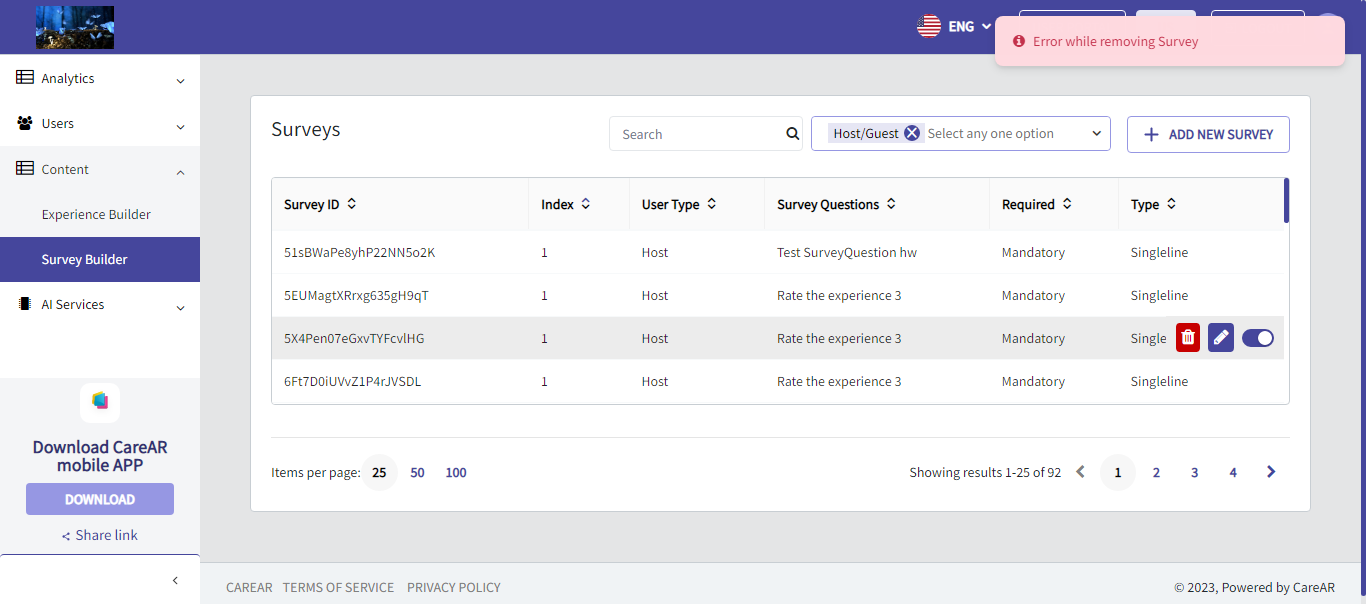 ENG
Error while removing Survey
Analytics
Users
Content
Experience Builder
Survey Builder
AI Services
Download CareAR
mobile APP
DOWNLOAD
Share link
Surveys
Search
Host/Guest Select any one option
ADD NEW SURVEY
Survey ID Index User Type Survey Questions Required Type
51sBWaPe8yhP22NN5o2K 1 Host Test SurveyQuestion hw Mandatory Singleline
5EUMagtXRrxg635gH9qT 1 Host Rate the experience 3 Mandatory Singleline
5X4Pen07eGxvTYFcvlHG 1 Host Rate the experience 3 Mandatory Single
6Ft7D0iUVvZ1P4rJVSDL 1 Host Rate the experience 3 Mandatory Singleline
Items per page: 25 50 100
Showing results 1-25 of 92 1 2 3 4
CAREAR TERMS OF SERVICE PRIVACY POLICY
© 2023, Powered by CareAR